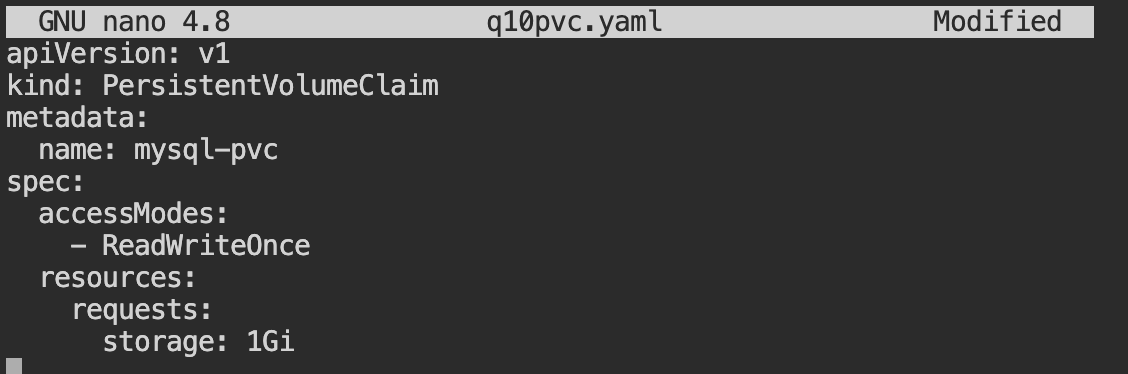 GNU nano 4.8 q10pvc.yaml Modified
apiVersion: v1
kind: PersistentVolumeClaim
metadata:
  name: mysql-pvc
spec:
  accessModes:
    - ReadWriteOnce
  resources:
    requests:
      storage: 1Gi